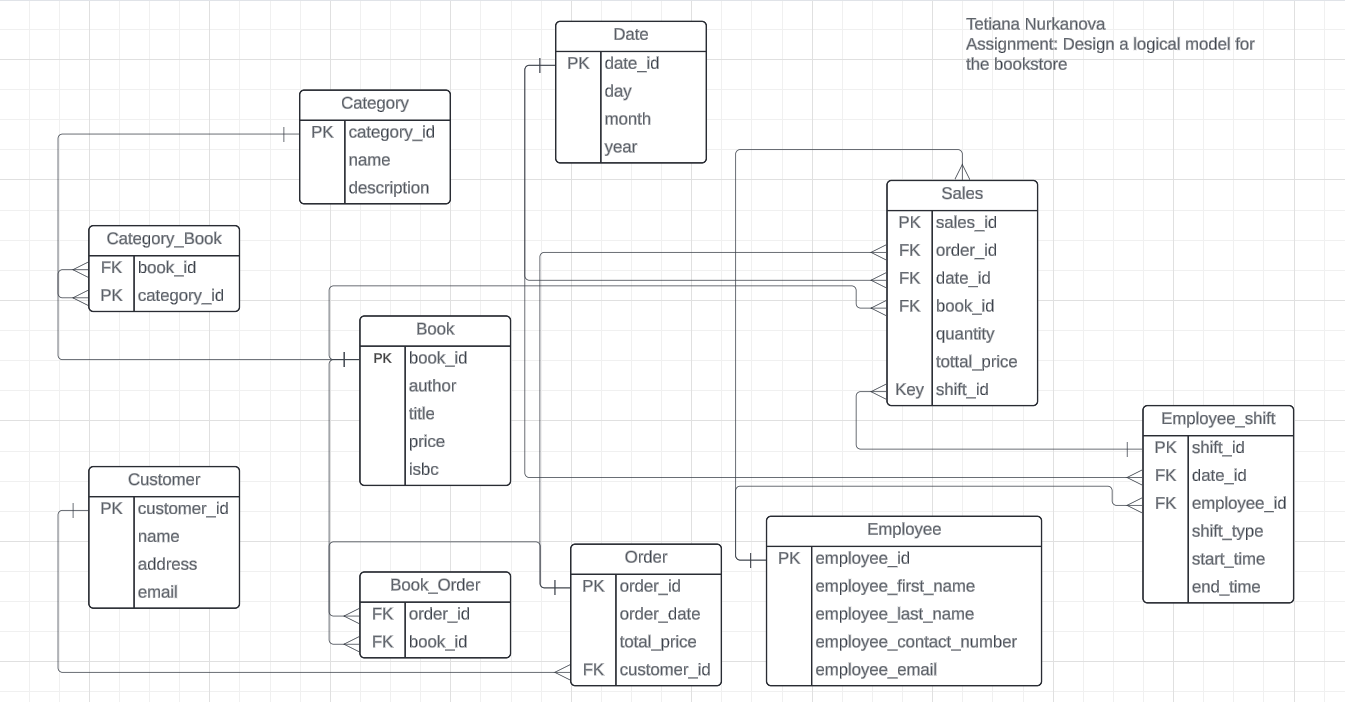 Tetiana Nurkanova
Assignment: Design a logical model for
the bookstore
Date
PK date_id
day
month
year
Category
PK category_id
name
description
Sales
PK sales_id
FK order_id
FK date_id
FK book_id
quantity
tottal_price
Key shift_id
Category_Book
FK book_id
PK category_id
Book
PK book_id
author
title
price
isbc
Employee_shift
PK shift_id
FK date_id
FK employee_id
shift_type
start_time
end_time
Customer
PK customer_id
name
address
email
Employee
PK employee_id
employee_first_name
employee_last_name
employee_contact_number
employee_email
Order
PK order_id
order_date
total_price
FK customer_id
Book_Order
FK order_id
FK book_id